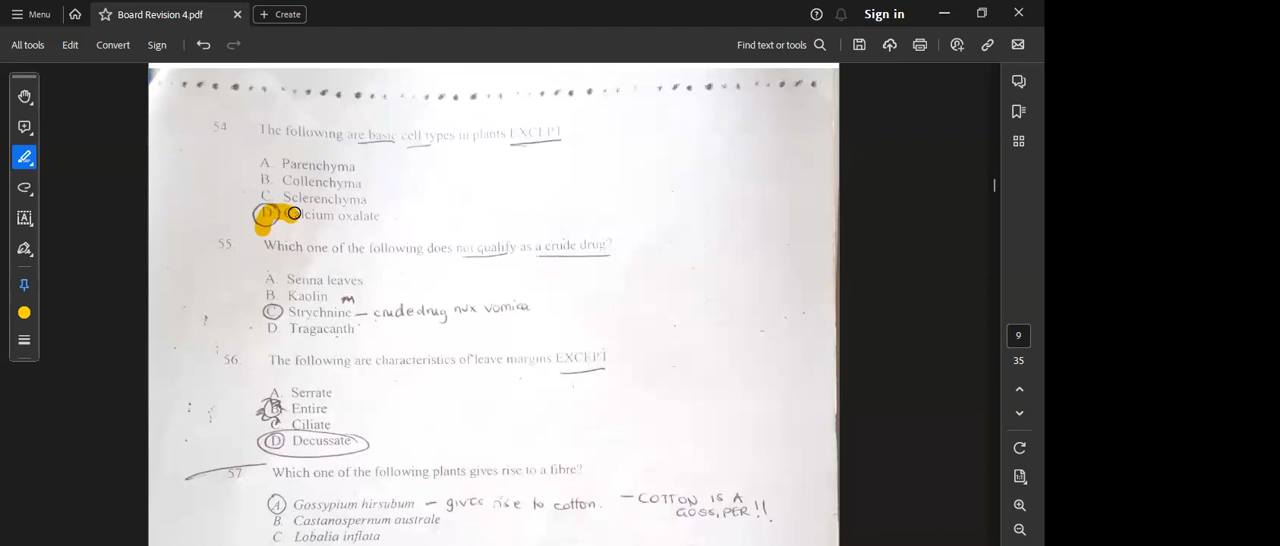 Menu
Board Revision 4.pdf
Create
Sign in
All tools Edit Convert Sign
Find text or tools
54 The following are basic cell types in plants EXCEPT
A. Parenchyma
B. Collenchyma
C. Sclerenchyma
D. Calcium oxalate
55. Which one of the following does not qualify as a crude drug?
A. Senna leaves
B. Kaolin m
C Strychnine – crude drug nux vomica
D Tragacanth
56. The following are characteristics of leave margins EXCEPT
A. Serrate
B. Entire
C. Ciliate
D Decussate
57. Which one of the following plants gives rise to a fibre?
A Gossypium hirsubum – gives rise to cotton. – COTTON IS A
GOSSIPER!!
B. Castanospernum australe
C Lobalia inflata
9
35